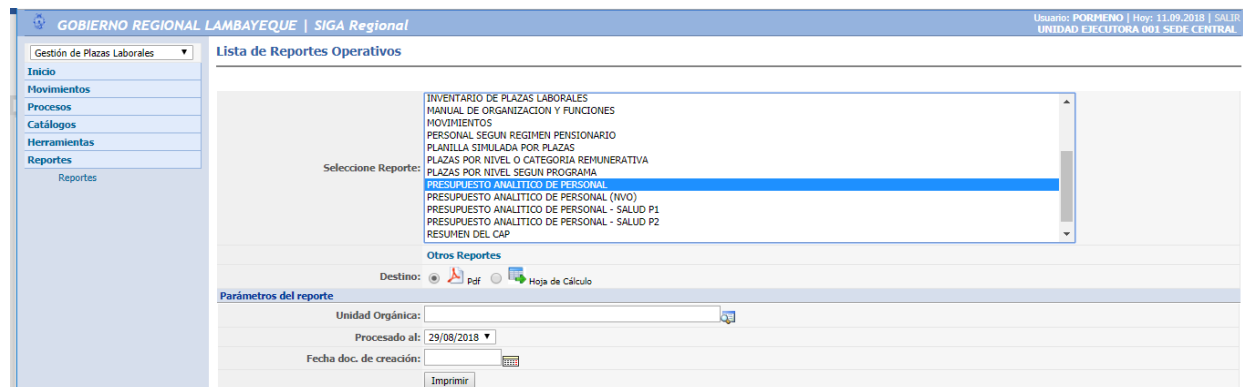 GOBIERNO REGIONAL LAMBAYEQUE | SIGA Regional
Usuario: PORMENO | Hoy: 11.09.2018 | SALIR
UNIDAD EJECUTORA 001 SEDE CENTRAL
Gestión de Plazas Laborales
Inicio
Movimientos
Procesos
Catálogos
Herramientas
Reportes
Reportes
Lista de Reportes Operativos
Seleccione Reporte:
INVENTARIO DE PLAZAS LABORALES
MANUAL DE ORGANIZACION Y FUNCIONES
MOVIMIENTOS
PERSONAL SEGUN REGIMEN PENSIONARIO
PLANILLA SIMULADA POR PLAZAS
PLAZAS POR NIVEL O CATEGORIA REMUNERATIVA
PLAZAS POR NIVEL SEGUN PROGRAMA
PRESUPUESTO ANALITICO DE PERSONAL
PRESUPUESTO ANALITICO DE PERSONAL (NVO)
PRESUPUESTO ANALITICO DE PERSONAL - SALUD P1
PRESUPUESTO ANALITICO DE PERSONAL - SALUD P2
RESUMEN DEL CAP
Otros Reportes
Destino: Pdf Hoja de Cálculo
Parámetros del reporte
Unidad Orgánica:
Procesado al: 29/08/2018
Fecha doc. de creación:
Imprimir